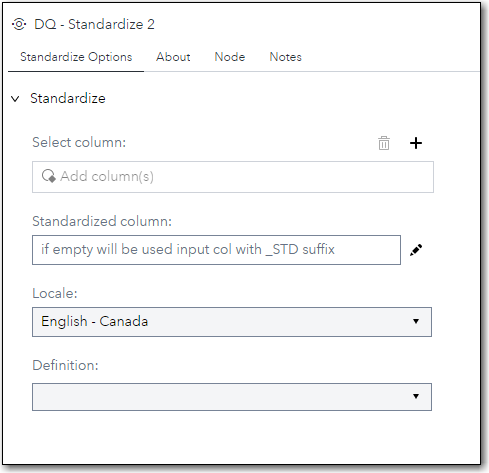 DQ - Standardize 2
Standardize Options About Node Notes
Standardize
Select column:
Add column(s)
Standardized column:
if empty will be used input col with _STD suffix
Locale:
English - Canada
Definition: